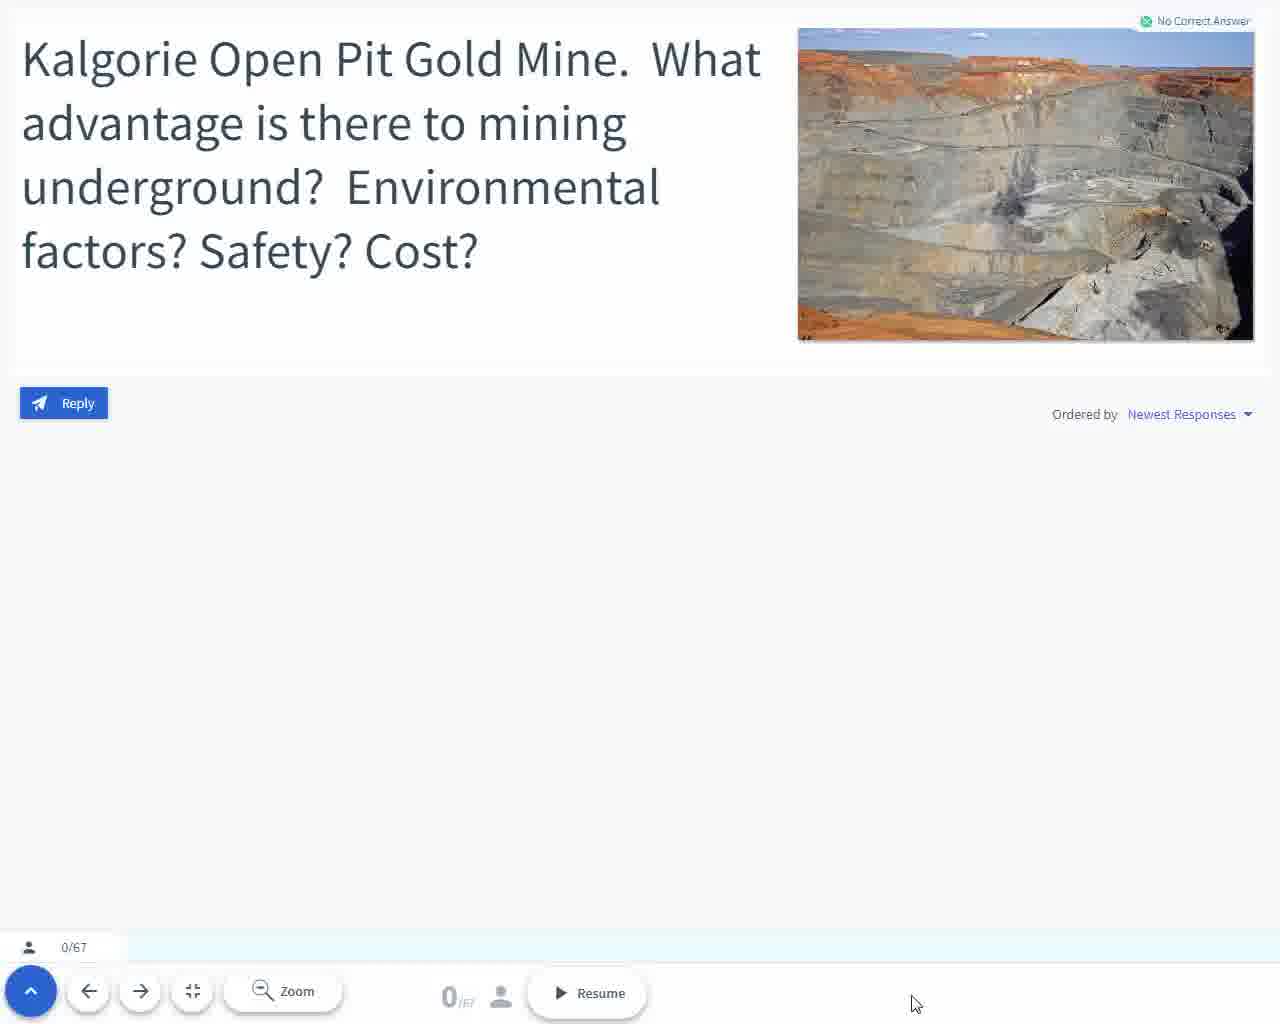 No Correct Answer
Kalgorie Open Pit Gold Mine.  What
advantage is there to mining
underground?  Environmental
factors? Safety? Cost?
Reply
Ordered by Newest Responses
0/67
Zoom
0/67
Resume